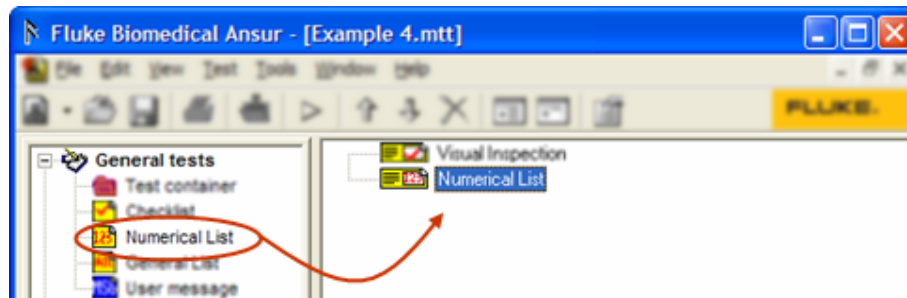 Fluke Biomedical Ansur - [Example 4.mtt]
File Edit View Test Tools Window Help
FLUKE.
General tests
Test container
Checklist
Numerical List
General List
User message
Visual Inspection
Numerical List